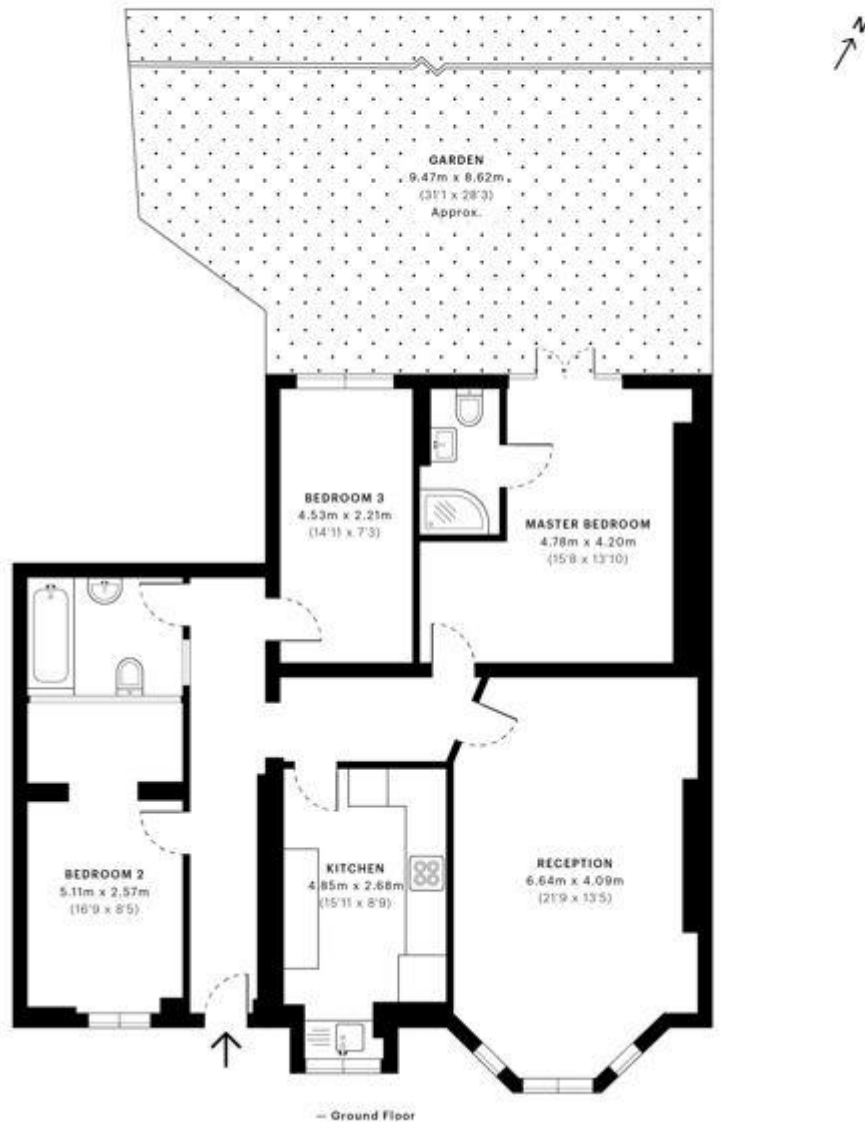 N
GARDEN
9.47m x 8.62m
(31'1 x 28'3)
Approx.
BEDROOM 3
4.53m x 2.21m
(14'11 x 7'3)
MASTER BEDROOM
4.78m x 4.20m
(15'8 x 13'10)
BEDROOM 2
5.11m x 2.57m
(16'9 x 8'5)
KITCHEN
4.85m x 2.68m
(15'11 x 8'9)
RECEPTION
6.64m x 4.09m
(21'9 x 13'5)
— Ground Floor